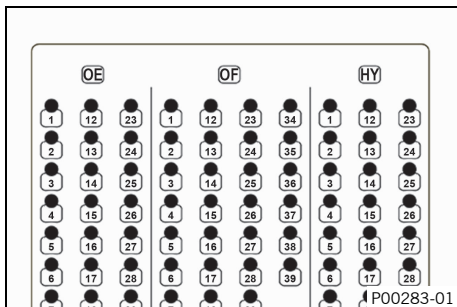 OE OF HY
1 12 23 1 12 23 34 1 12 23
2 13 24 2 13 24 35 2 13 24
3 14 25 3 14 25 36 3 14 25
4 15 26 4 15 26 37 4 15 26
5 16 27 5 16 27 38 5 16 27
6 17 28 6 17 28 39 6 17 28
P00283-01